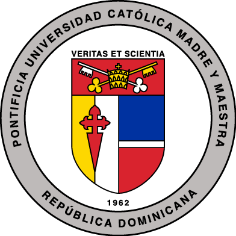 PONTIFICIA UNIVERSIDAD CATÓLICA MADRE Y MAESTRA
VERITAS ET SCIENTIA
1962
REPÚBLICA DOMINICANA